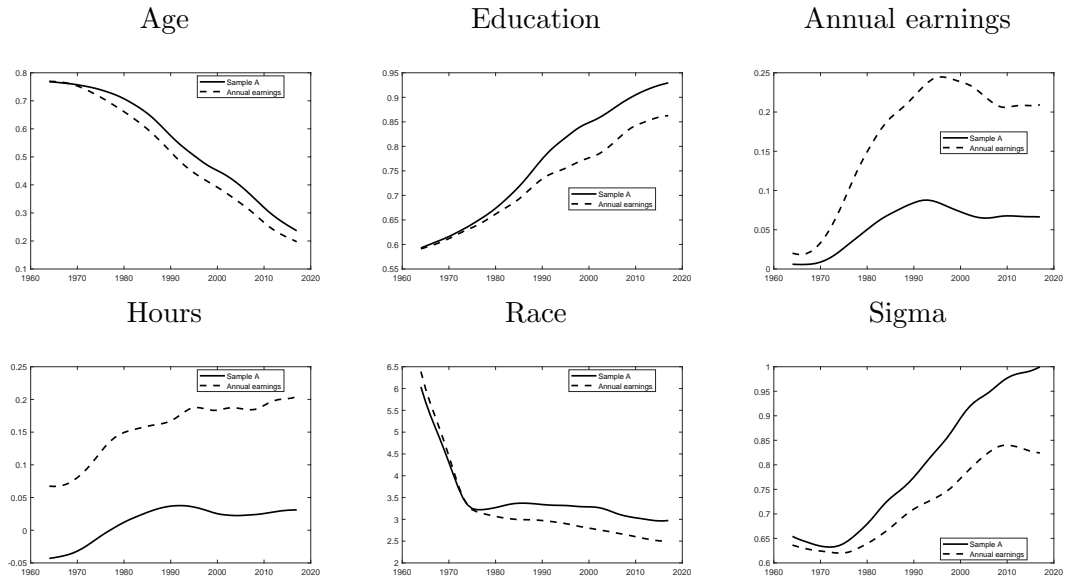 Age Education Annual earnings
0.8 0.95 0.25
Sample A
Annual earnings
0.7
0.6
0.5
0.4
0.3
0.2
0.1
1960 1970 1980 1990 2000 2010 2020
0.9
0.85
0.8
0.75
0.7
0.65
0.6
0.55
Sample A
Annual earnings
1960 1970 1980 1990 2000 2010 2020
0.2
0.15
0.1
0.05
0
Sample A
Annual earnings
1960 1970 1980 1990 2000 2010 2020
Hours Race Sigma
0.25
0.2
0.15
0.1
0.05
0
-0.05
Sample A
Annual earnings
1960 1970 1980 1990 2000 2010 2020
6.5
6
5.5
5
4.5
4
3.5
3
2.5
2
Sample A
Annual earnings
1960 1970 1980 1990 2000 2010 2020
1
0.95
0.9
0.85
0.8
0.75
0.7
0.65
0.6
Sample A
Annual earnings
1960 1970 1980 1990 2000 2010 2020